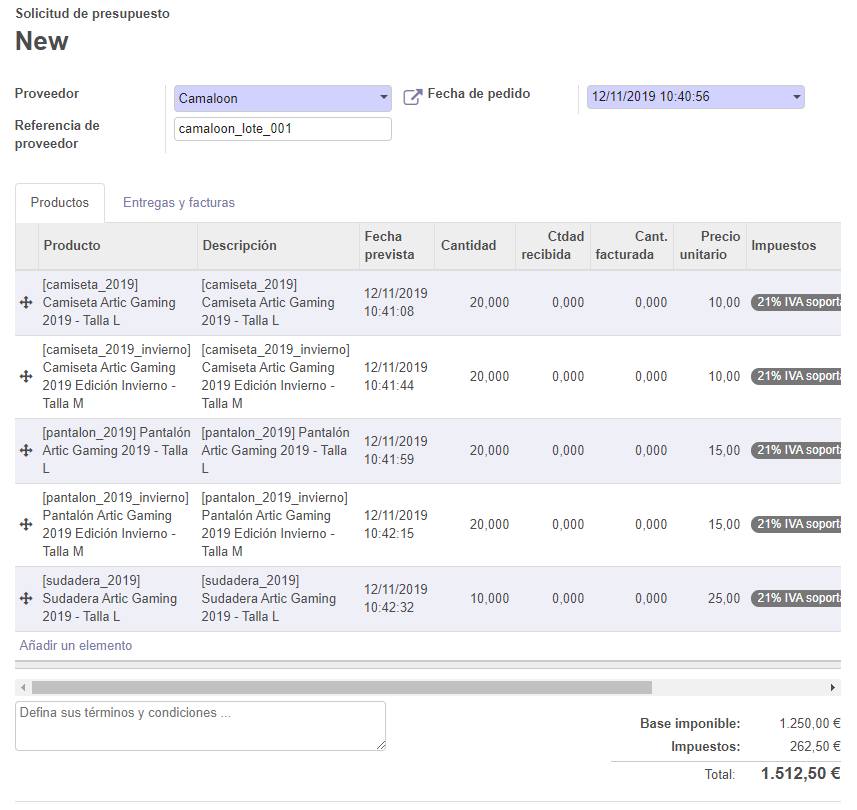 Solicitud de presupuesto
New
Proveedor
Camaloon
Fecha de pedido
12/11/2019 10:40:56
Referencia de
proveedor
camaloon_lote_001
Productos
Entregas y facturas
Producto
Descripción
Fecha
prevista
Cantidad
Ctdad
recibida
Cant.
facturada
Precio
unitario
Impuestos
[camiseta_2019]
Camiseta Artic Gaming
2019 - Talla L
[camiseta_2019]
Camiseta Artic Gaming
2019 - Talla L
12/11/2019
10:41:08
20,000
0,000
0,000
10,00
21% IVA soporta
[camiseta_2019_invierno]
Camiseta Artic Gaming
2019 Edición Invierno -
Talla M
[camiseta_2019_invierno]
Camiseta Artic Gaming
2019 Edición Invierno -
Talla M
12/11/2019
10:41:44
20,000
0,000
0,000
10,00
21% IVA soporta
[pantalon_2019] Pantalón
Artic Gaming 2019 - Talla
L
[pantalon_2019] Pantalón
Artic Gaming 2019 - Talla
L
12/11/2019
10:41:59
20,000
0,000
0,000
15,00
21% IVA soporta
[pantalon_2019_invierno]
Pantalón Artic Gaming
2019 Edición Invierno -
Talla M
[pantalon_2019_invierno]
Pantalón Artic Gaming
2019 Edición Invierno -
Talla M
12/11/2019
10:42:15
20,000
0,000
0,000
15,00
21% IVA soporta
[sudadera_2019]
Sudadera Artic Gaming
2019 - Talla L
[sudadera_2019]
Sudadera Artic Gaming
2019 - Talla L
12/11/2019
10:42:32
10,000
0,000
0,000
25,00
21% IVA soporta
Añadir un elemento
Defina sus términos y condiciones ...
Base imponible: 1.250,00 €
Impuestos: 262,50 €
Total: 1.512,50 €